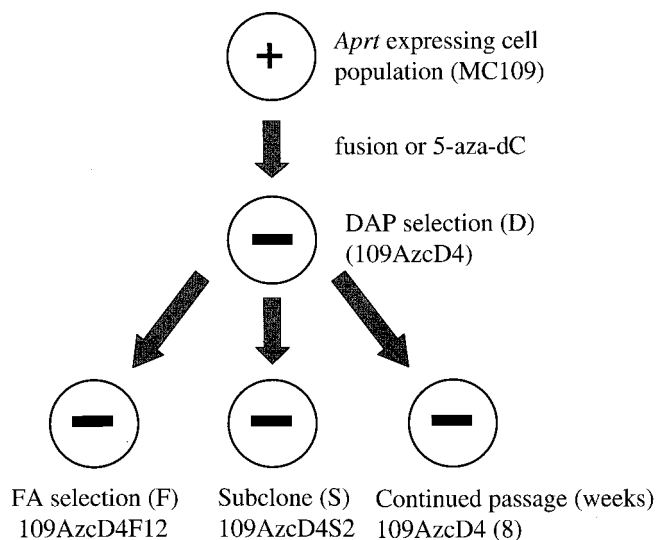 +
Aprt expressing cell
population (MC109)
fusion or 5-aza-dC
DAP selection (D)
(109AzcD4)
FA selection (F)
109AzcD4F12
Subclone (S)
109AzcD4S2
Continued passage (weeks)
109AzcD4 (8)